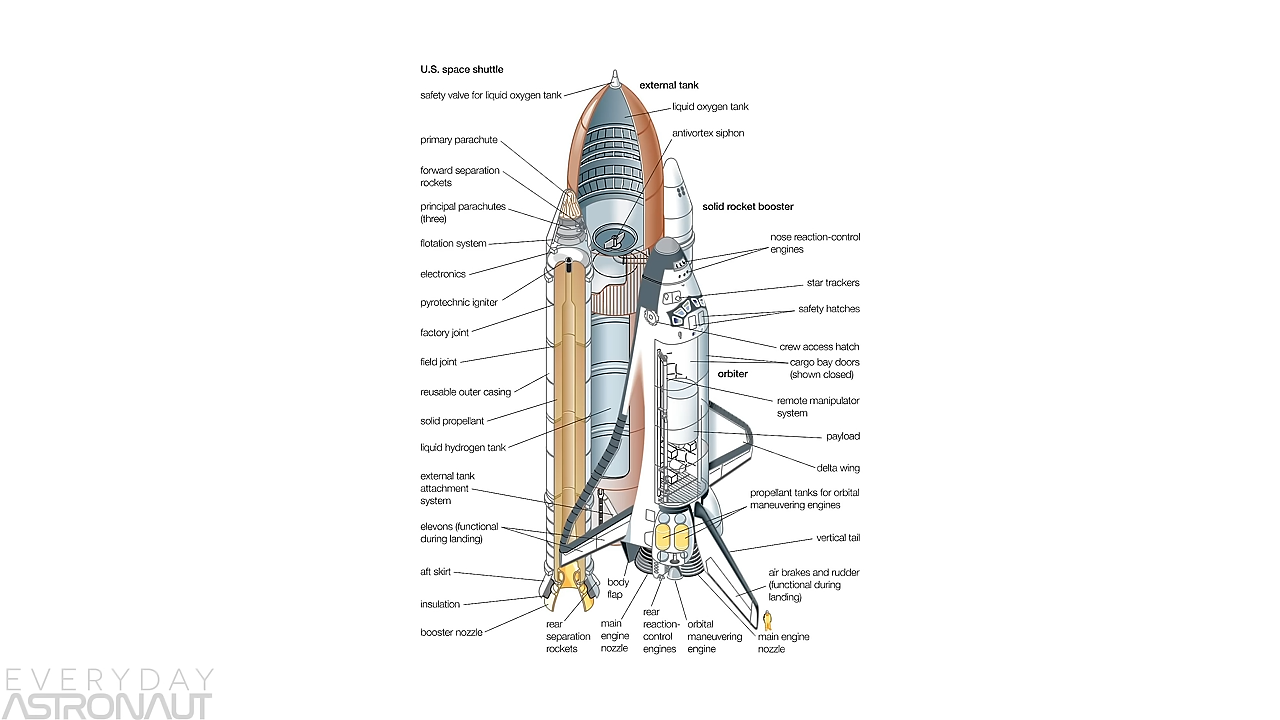 U.S. space shuttle
safety valve for liquid oxygen tank
primary parachute
forward separation
rockets
principal parachutes
(three)
flotation system
electronics
pyrotechnic igniter
factory joint
field joint
reusable outer casing
solid propellant
liquid hydrogen tank
external tank
attachment
system
elevons (functional
during landing)
aft skirt
insulation
booster nozzle
external tank
liquid oxygen tank
antivortex siphon
solid rocket booster
nose reaction-control
engines
star trackers
safety hatches
crew access hatch
cargo bay doors
(shown closed)
orbiter
remote manipulator
system
payload
delta wing
propellant tanks for orbital
maneuvering engines
vertical tail
air brakes and rudder
(functional during
landing)
body
flap
rear
separation
rockets
main
engine
nozzle
rear
reaction-
control
engines
orbital
maneuvering
engine
main engine
nozzle
EVERYDAY
ASTRONAUT